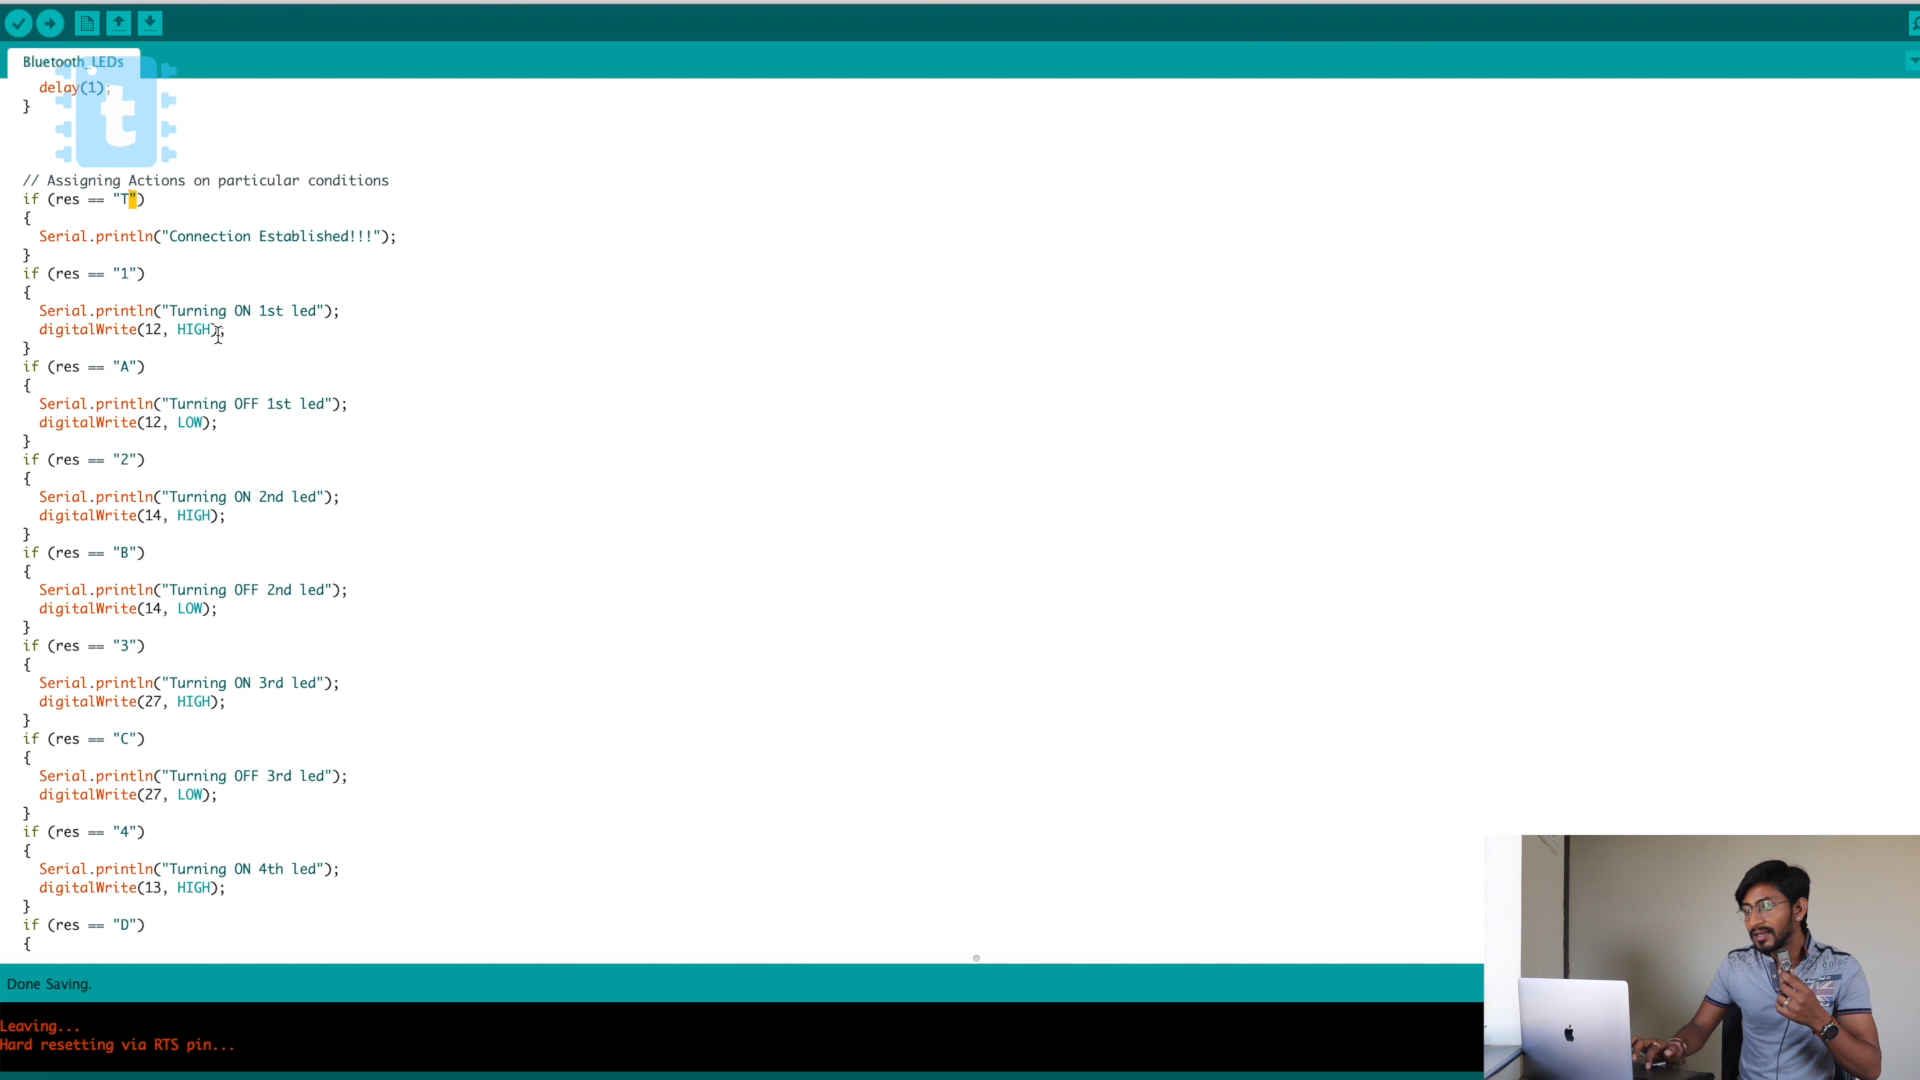 Bluetooth_LEDs
delay(1);
}
t
// Assigning Actions on particular conditions
if (res == "T")
{
Serial.println("Connection Established!!!");
}
if (res == "1")
{
Serial.println("Turning ON 1st led");
digitalWrite(12, HIGH);
}
if (res == "A")
{
Serial.println("Turning OFF 1st led");
digitalWrite(12, LOW);
}
if (res == "2")
{
Serial.println("Turning ON 2nd led");
digitalWrite(14, HIGH);
}
if (res == "B")
{
Serial.println("Turning OFF 2nd led");
digitalWrite(14, LOW);
}
if (res == "3")
{
Serial.println("Turning ON 3rd led");
digitalWrite(27, HIGH);
}
if (res == "C")
{
Serial.println("Turning OFF 3rd led");
digitalWrite(27, LOW);
}
if (res == "4")
{
Serial.println("Turning ON 4th led");
digitalWrite(13, HIGH);
}
if (res == "D")
{
Done Saving.
Leaving...
Hard resetting via RTS pin...